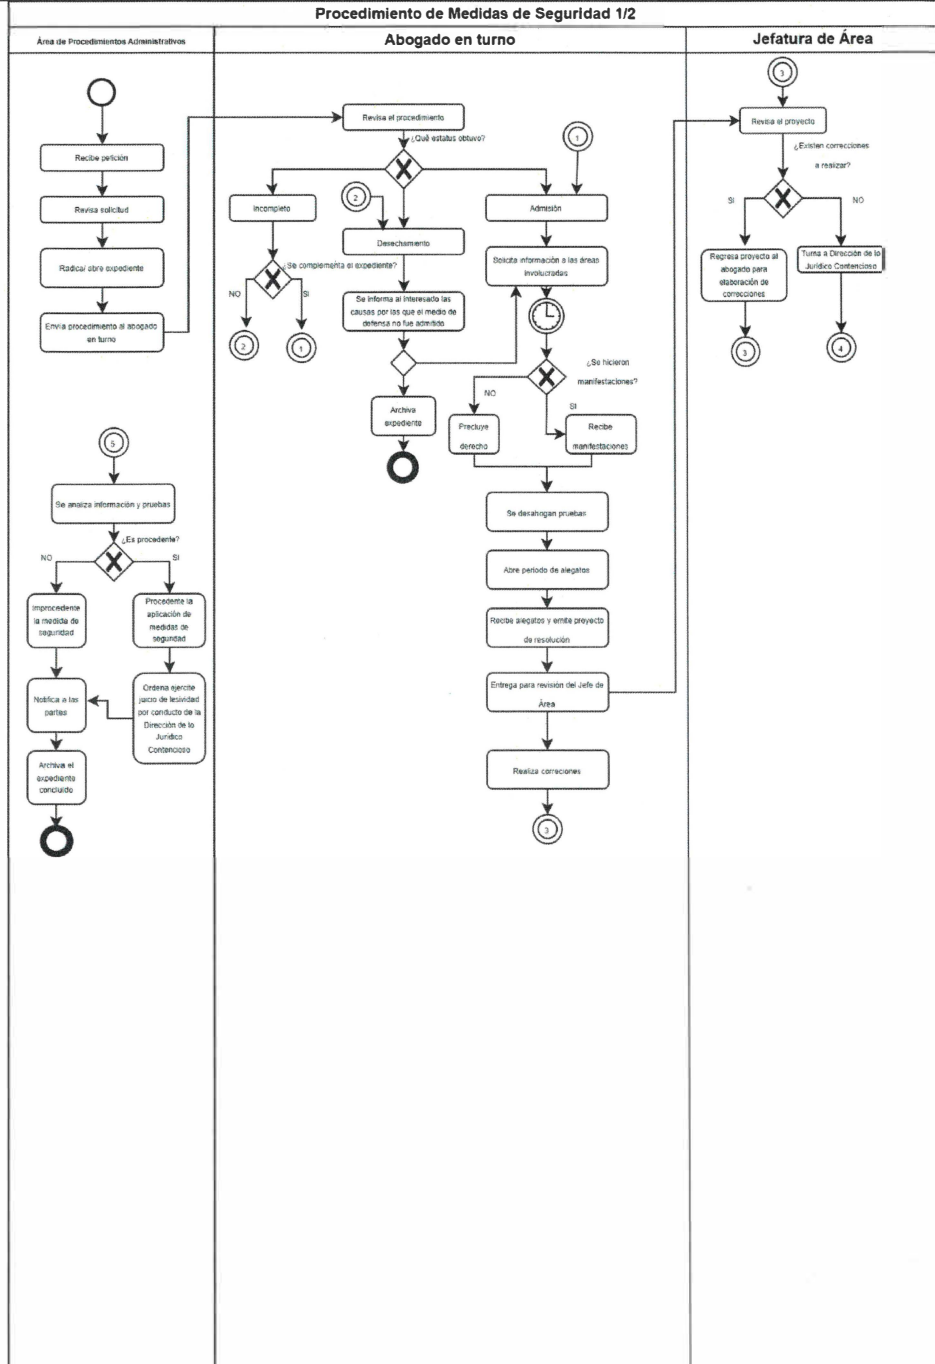 Procedimiento de Medidas de Seguridad 1/2
Área de Procedimientos Administrativos
Abogado en turno
Jefatura de Área
Recibe petición
Revisa solicitud
Radica/ abre expediente
Envía procedimiento al abogado
en turno
5
Se analiza información y pruebas
¿Es procedente?
NO
SI
Improcedente
la medida de
seguridad
Procedente la
aplicación de
medidas de
seguridad
Notifica a las
partes
Ordena ejercite
juicio de lesividad
por conducto de la
Dirección de lo
Jurídico
Contencioso
Archiva el
expediente
concluido
Revisa el procedimiento
¿Qué estatus obtuvo?
1
Incompleto
2
Desechamiento
Admisión
¿Se complementa el expediente?
NO
SI
2
1
Se informa al interesado las
causas por las que el medio de
defensa no fue admitido
Solicita información a las áreas
involucradas
Archiva
expediente
¿Se hicieron
manifestaciones?
NO
SI
Precluye
derecho
Recibe
manifestaciones
Se desahogan pruebas
Abre periodo de alegatos
Recibe alegatos y emite proyecto
de resolución
Entrega para revisión del Jefe de
Área
Realiza correciones
3
3
Revisa el proyecto
¿Existen correcciones
a realizar?
SI
NO
Regresa proyecto al
abogado para
elaboración de
correcciones
Turna a Dirección de lo
Jurídico Contencioso
3
4